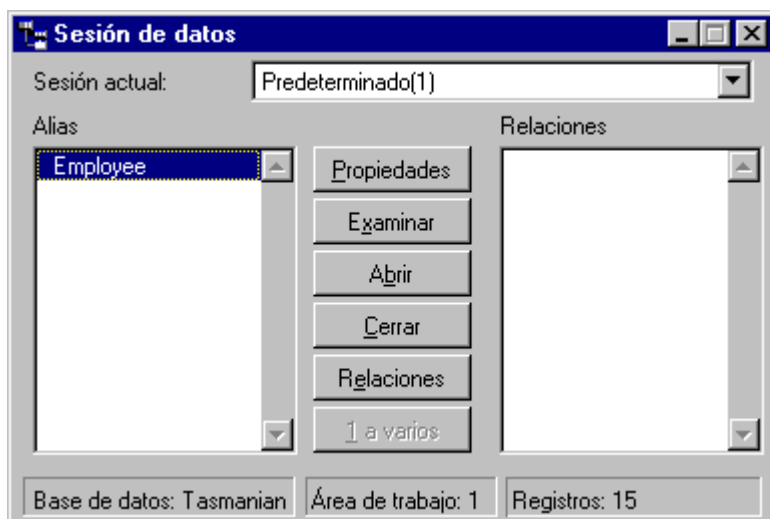 Sesión de datos
Sesión actual: Predeterminado(1)
Alias
Relaciones
Employee
Propiedades
Examinar
Abrir
Cerrar
Relaciones
1 a varios
Base de datos: Tasmanian
Área de trabajo: 1
Registros: 15